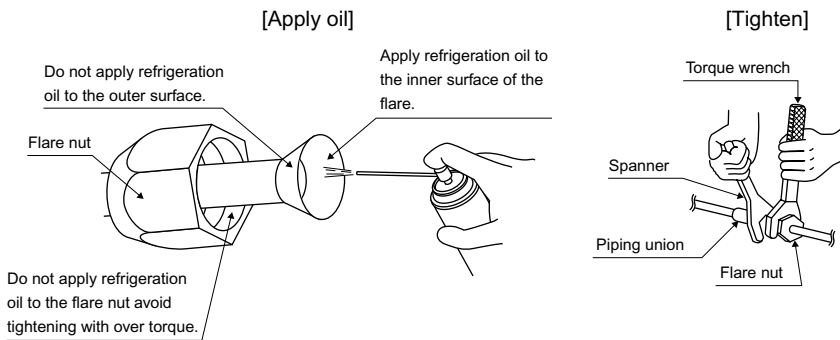 [Apply oil]
Do not apply refrigeration
oil to the outer surface.
Apply refrigeration oil to
the inner surface of the
flare.
Flare nut
Do not apply refrigeration
oil to the flare nut avoid
tightening with over torque.
[Tighten]
Torque wrench
Spanner
Piping union
Flare nut